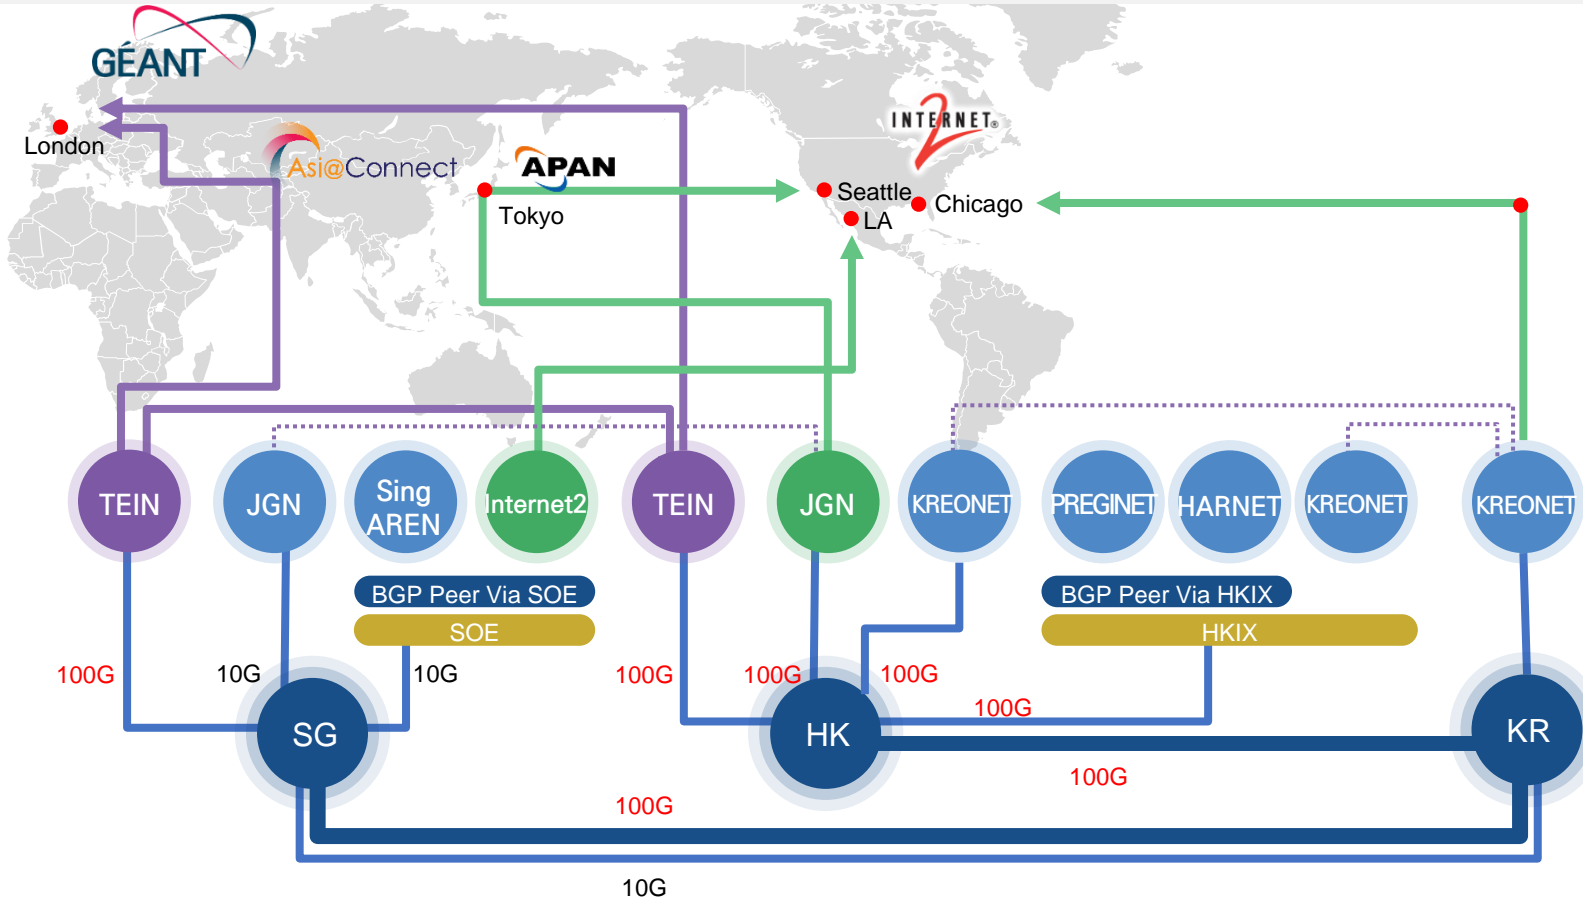 GÉANT
London
Asi@Connect
APAN
Tokyo
INTERNET®
2
Seattle
LA
Chicago
TEIN
JGN
Sing
AREN
Internet2
TEIN
JGN
KREONET
PREGINET
HARNET
KREONET
KREONET
BGP Peer Via SOE
SOE
BGP Peer Via HKIX
HKIX
100G
10G
10G
100G
100G
100G
100G
SG
HK
KR
100G
100G
10G